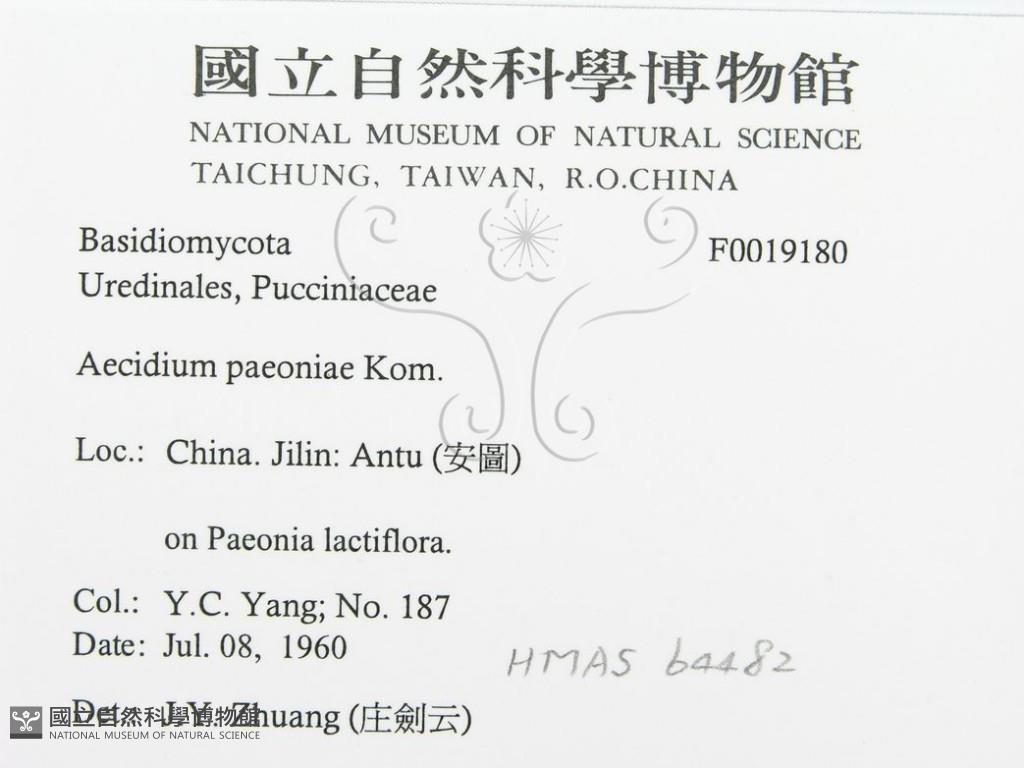 國立自然科學博物館
NATIONAL MUSEUM OF NATURAL SCIENCE
TAICHUNG, TAIWAN, R.O.CHINA
Basidiomycota F0019180
Uredinales, Pucciniaceae
Aecidium paeoniae Kom.
Loc.: China. Jilin: Antu (安圖)
on Paeonia lactiflora.
Col.: Y.C. Yang; No. 187
Date: Jul. 08, 1960
HMAS 64482
Det.: J.Y. Zhuang (庄劍云)
國立自然科學博物館
NATIONAL MUSEUM OF NATURAL SCIENCE